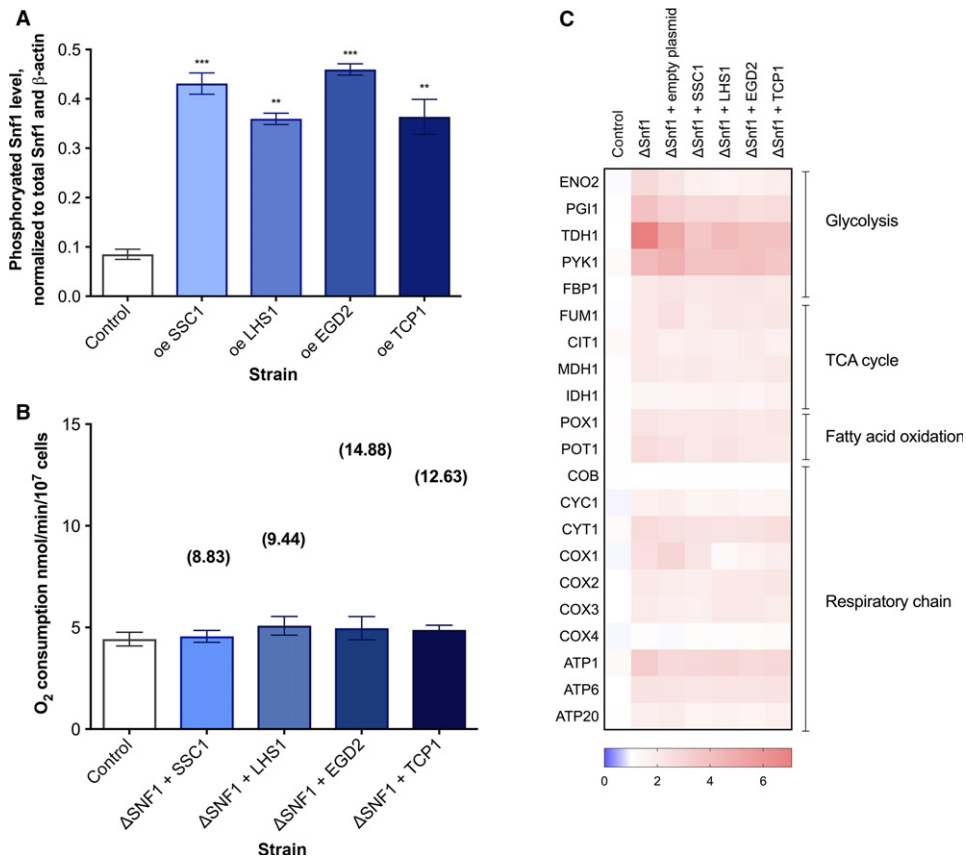 A
Phosphoryated Snf1 level,
normalized to total Snf1 and β-actin
0.5
0.4
0.3
0.2
0.1
0.0
***
**
***
**
Control
oe SSC1
oe LHS1
oe EGD2
oe TCP1
Strain
B
O2 consumption nmol/min/10⁷ cells
15
10
5
0
(8.83)
(9.44)
(14.88)
(12.63)
Control
ΔSNF1 + SSC1
ΔSNF1 + LHS1
ΔSNF1 + EGD2
ΔSNF1 + TCP1
Strain
C
Control
ΔSnf1
ΔSnf1 + empty plasmid
ΔSnf1 + SSC1
ΔSnf1 + LHS1
ΔSnf1 + EGD2
ΔSnf1 + TCP1
ENO2
PGI1
TDH1
PYK1
FBP1
FUM1
CIT1
MDH1
IDH1
POX1
POT1
COB
CYC1
CYT1
COX1
COX2
COX3
COX4
ATP1
ATP6
ATP20
Glycolysis
TCA cycle
Fatty acid oxidation
Respiratory chain
0 2 4 6